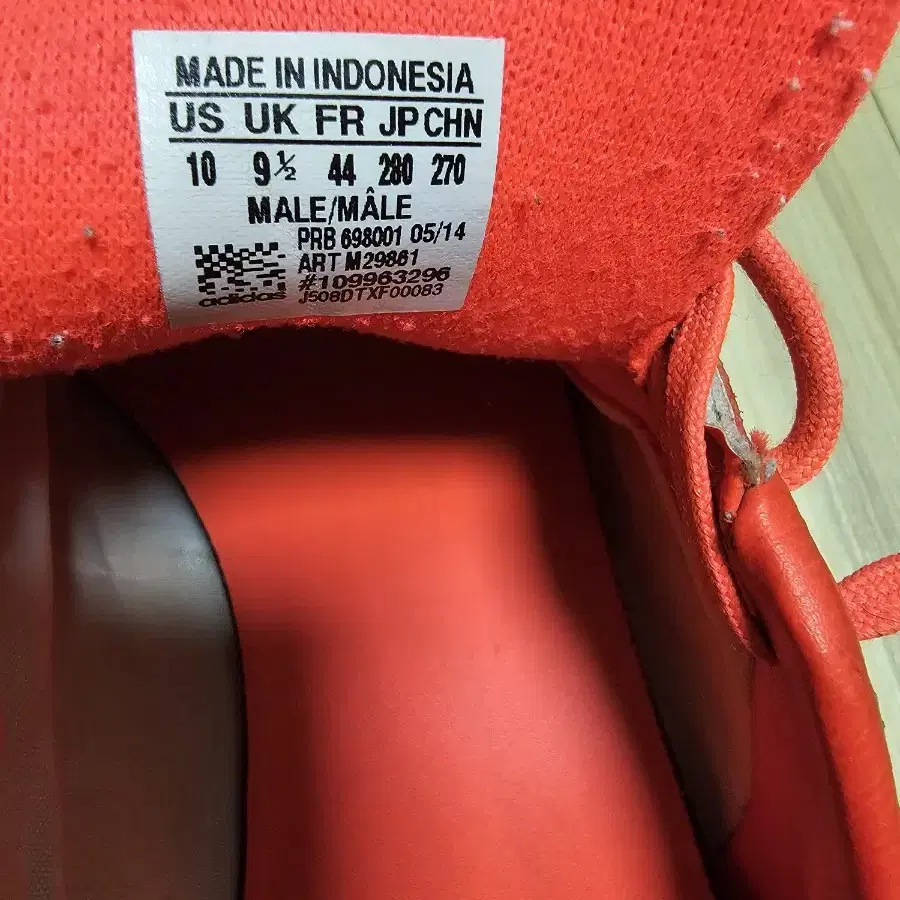 MADE IN INDONESIA
US UK FR JP CHN
10 9½ 44 280 270
MALE/MÂLE
PRB 698001 05/14
ART M29861
#109963296
adidas J508DTXF00083